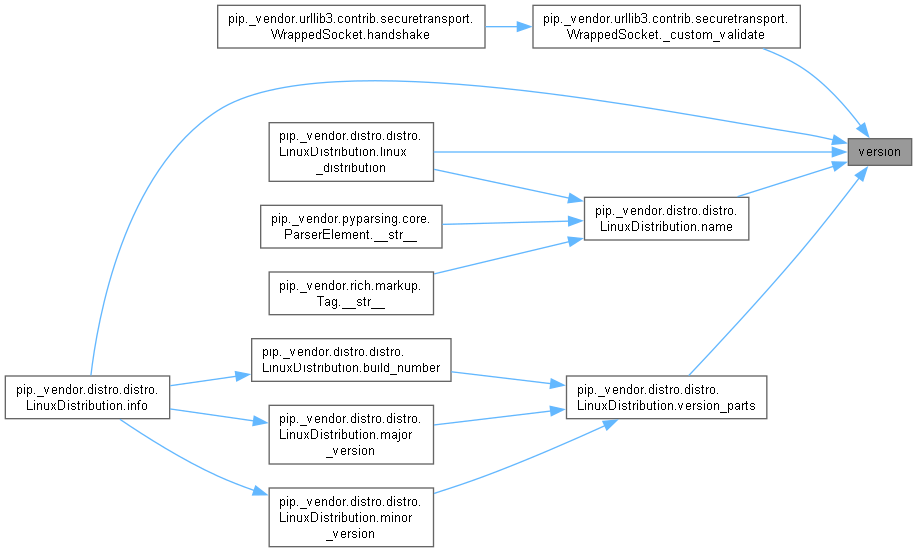 pip._vendor.urllib3.contrib.securetransport.
WrappedSocket.handshake
pip._vendor.urllib3.contrib.securetransport.
WrappedSocket._custom_validate
pip._vendor.distro.distro.
LinuxDistribution.linux
_distribution
version
pip._vendor.distro.distro.
LinuxDistribution.name
pip._vendor.pyparsing.core.
ParserElement.__str__
pip._vendor.rich.markup.
Tag.__str__
pip._vendor.distro.distro.
LinuxDistribution.build_number
pip._vendor.distro.distro.
LinuxDistribution.info
pip._vendor.distro.distro.
LinuxDistribution.version_parts
pip._vendor.distro.distro.
LinuxDistribution.major
_version
pip._vendor.distro.distro.
LinuxDistribution.minor
_version